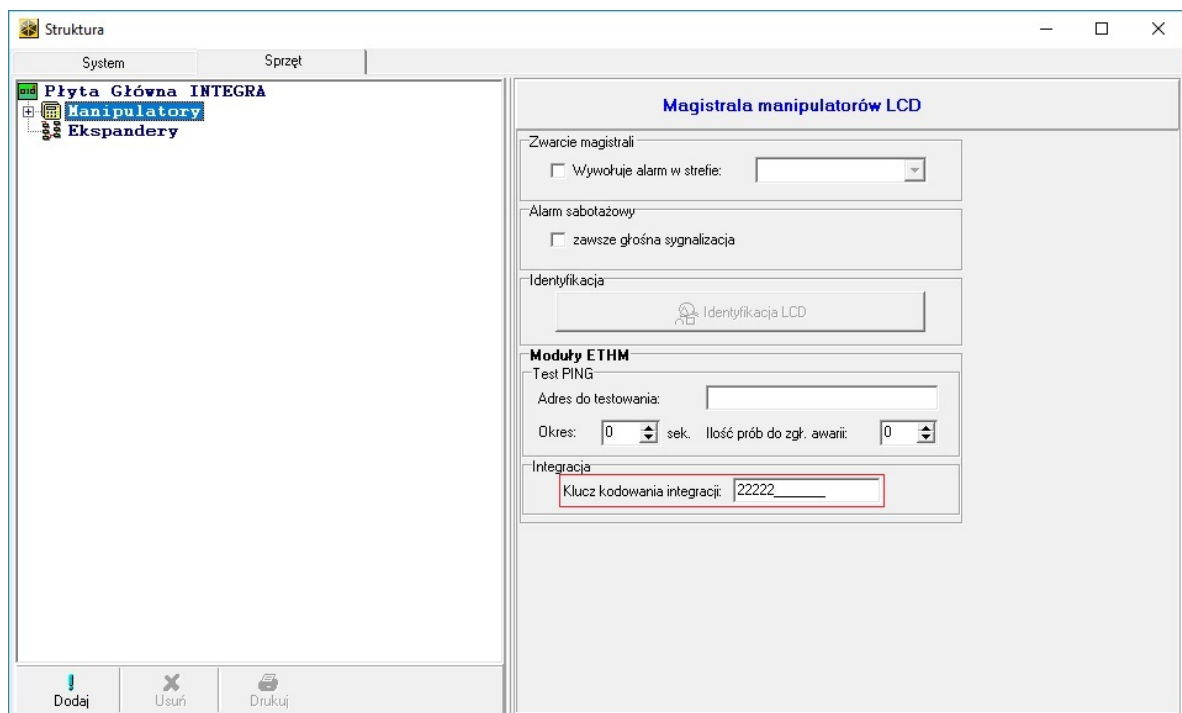 Struktura
System
Sprzęt
Płyta Główna INTEGRA
Manipulatory
Ekspandery
Dodaj
Usuń
Drukuj
Magistrala manipulatorów LCD
Zwarcie magistrali
Wywołuje alarm w strefie:
Alarm sabotażowy
zawsze głośna sygnalizacja
Identyfikacja
Identyfikacja LCD
Moduły ETHM
Test PING
Adres do testowania:
Okres: 0 sek. Ilość prób do zgł. awarii: 0
Integracja
Klucz kodowania integracji: 22222_______